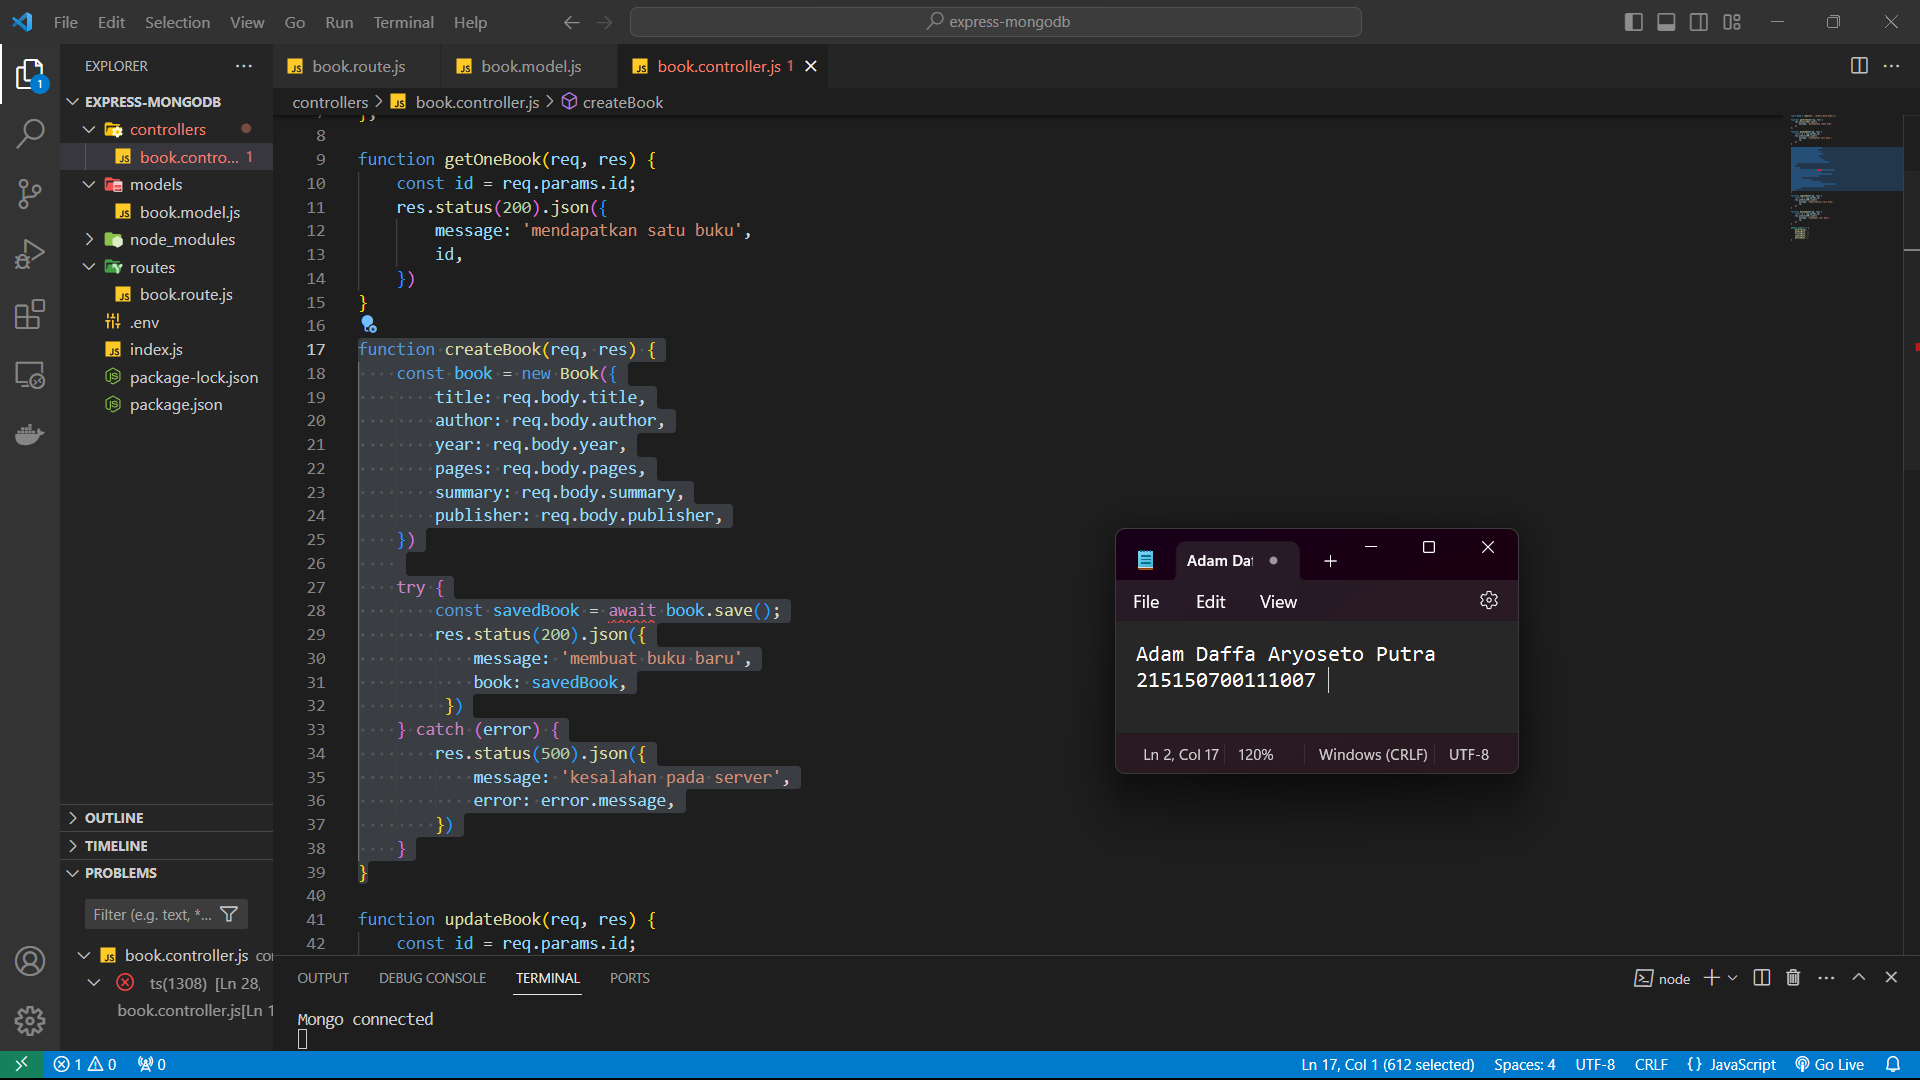 File Edit Selection View Go Run Terminal Help
express-mongodb
EXPLORER
EXPRESS-MONGODB
controllers
book.contro... 1
models
book.model.js
node_modules
routes
book.route.js
.env
index.js
package-lock.json
package.json
OUTLINE
TIMELINE
PROBLEMS
Filter (e.g. text, *...
book.controller.js
ts(1308) [Ln 28,
book.controller.js[Ln 1
book.route.js book.model.js book.controller.js 1
controllers > book.controller.js > createBook
8
9 function getOneBook(req, res) {
10 const id = req.params.id;
11 res.status(200).json({
12 message: 'mendapatkan satu buku',
13 id,
14 })
15 }
16
17 function createBook(req, res) {
18 const book = new Book({
19 title: req.body.title,
20 author: req.body.author,
21 year: req.body.year,
22 pages: req.body.pages,
23 summary: req.body.summary,
24 publisher: req.body.publisher,
25 })
26
27 try {
28 const savedBook = await book.save();
29 res.status(200).json({
30 message: 'membuat buku baru',
31 book: savedBook,
32 })
33 } catch (error) {
34 res.status(500).json({
35 message: 'kesalahan pada server',
36 error: error.message,
37 })
38 }
39 }
40
41 function updateBook(req, res) {
42 const id = req.params.id;
Adam Da
File Edit View
Adam Daffa Aryoseto Putra
215150700111007
Ln 2, Col 17 120% Windows (CRLF) UTF-8
OUTPUT DEBUG CONSOLE TERMINAL PORTS
node
Mongo connected
1 0 0
Ln 17, Col 1 (612 selected) Spaces: 4 UTF-8 CRLF {} JavaScript Go Live